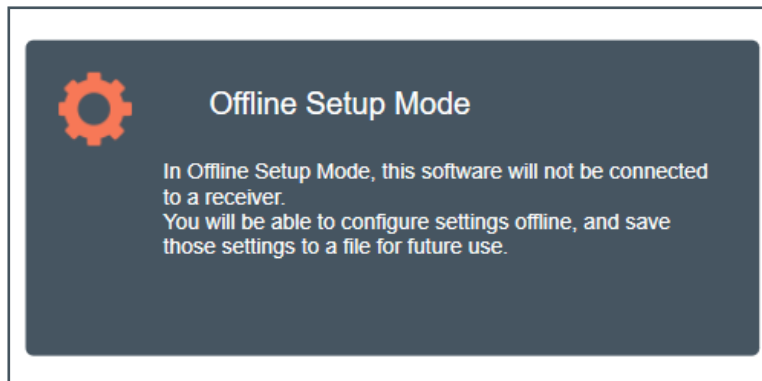 Offline Setup Mode
In Offline Setup Mode, this software will not be connected
to a receiver.
You will be able to configure settings offline, and save
those settings to a file for future use.